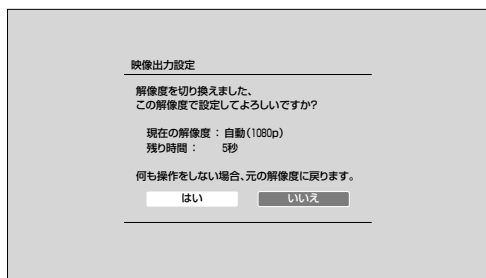 映像出力設定
解像度を切り換えました、
この解像度で設定してよろしいですか?
現在の解像度 : 自動(1080p)
残り時間 : 5秒
何も操作をしない場合、元の解像度に戻ります。
はい いいえ